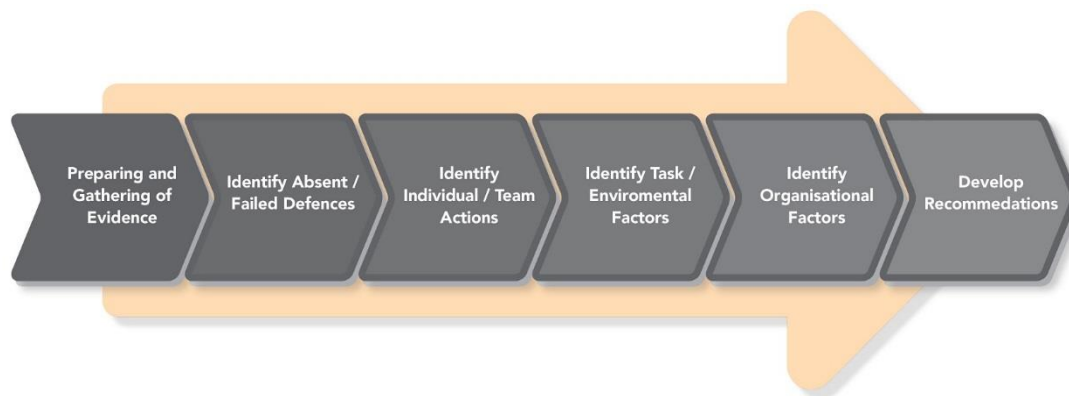 Preparing and
Gathering of
Evidence
Identify Absent /
Failed Defences
Identify
Individual / Team
Actions
Identify Task /
Enviromental
Factors
Identify
Organisational
Factors
Develop
Recommedations